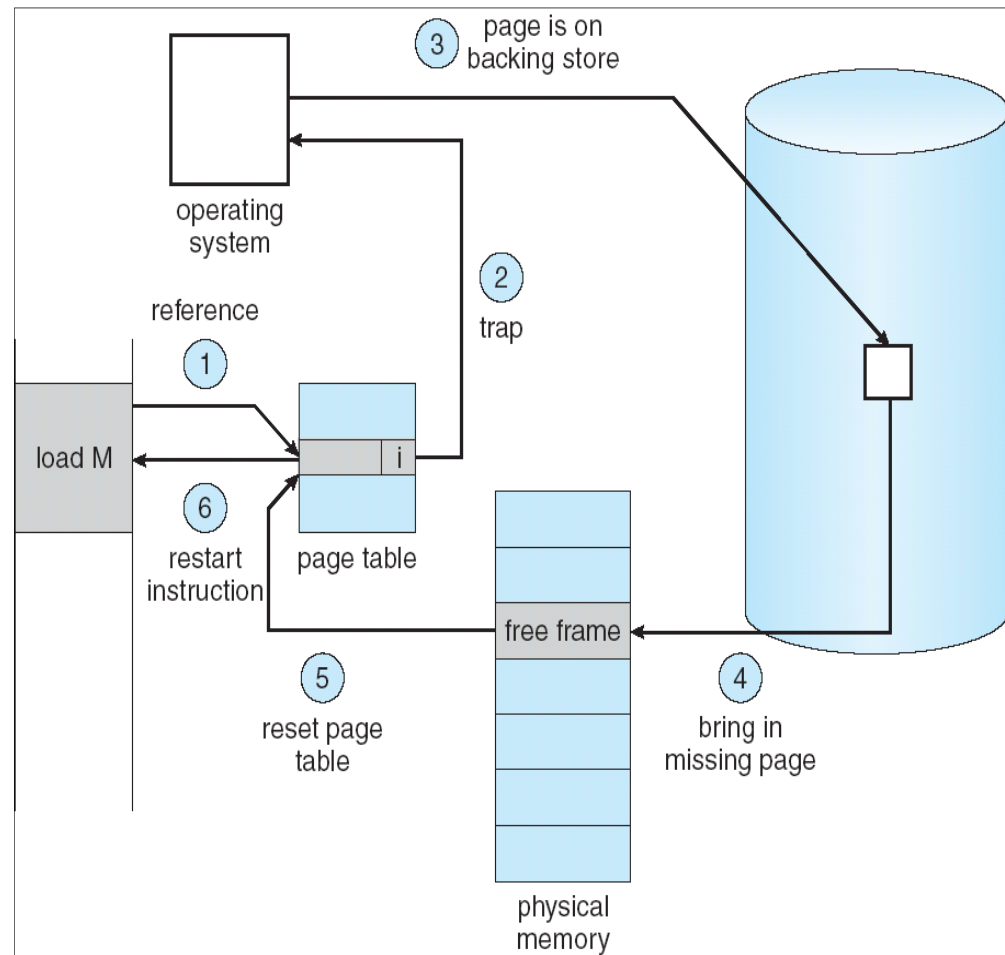 3
page is on
backing store
operating
system
2
trap
reference
1
load M
i
6
restart
instruction
page table
free frame
5
reset page
table
4
bring in
missing page
physical
memory